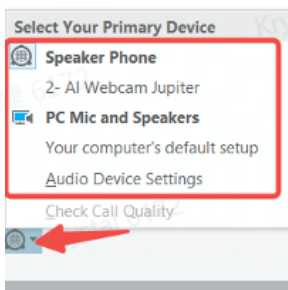 Select Your Primary Device
Speaker Phone
2- AI Webcam Jupiter
PC Mic and Speakers
Your computer's default setup
Audio Device Settings
Check Call Quality